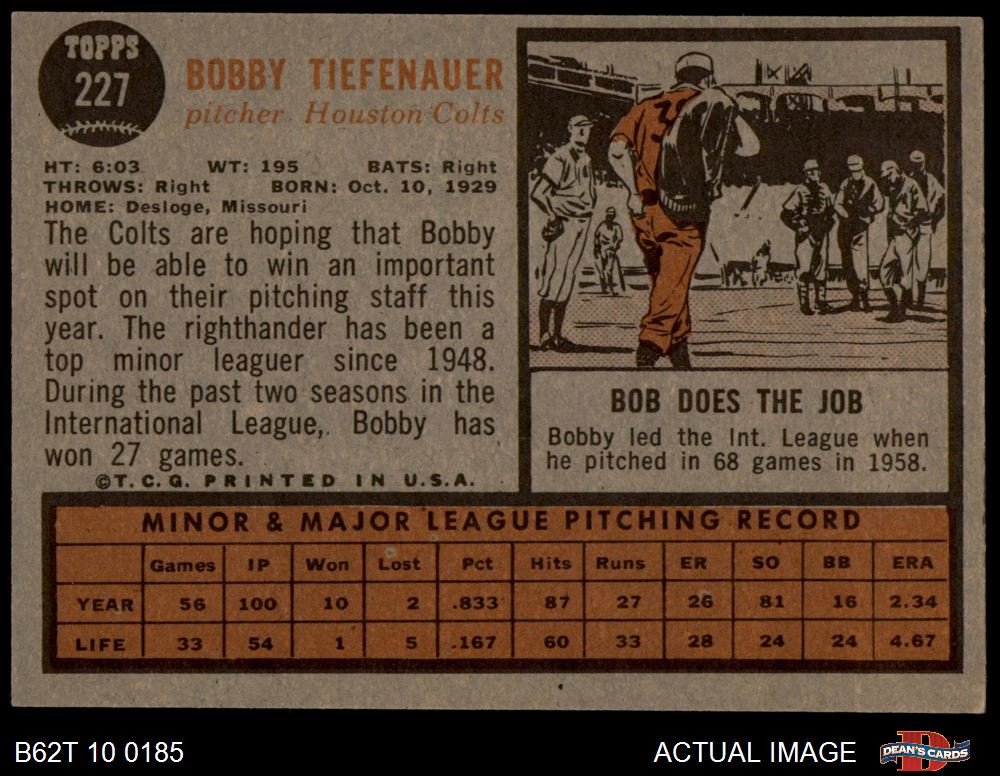 TOPPS
227
BOBBY TIEFENAUER
pitcher Houston Colts
HT: 6:03 WT: 195 BATS: Right
THROWS: Right BORN: Oct. 10, 1929
HOME: Desloge, Missouri
The Colts are hoping that Bobby
will be able to win an important
spot on their pitching staff this
year. The righthander has been a
top minor leaguer since 1948.
During the past two seasons in the
International League, Bobby has
won 27 games.
©T.C.G. PRINTED IN U.S.A.
BOB DOES THE JOB
Bobby led the Int. League when
he pitched in 68 games in 1958.
MINOR & MAJOR LEAGUE PITCHING RECORD
Games IP Won Lost Pct Hits Runs ER SO BB ERA
YEAR 56 100 10 2 .833 87 27 26 81 16 2.34
LIFE 33 54 1 5 .167 60 33 28 24 24 4.67
B62T 10 0185
ACTUAL IMAGE
D
DEAN'S CARDS